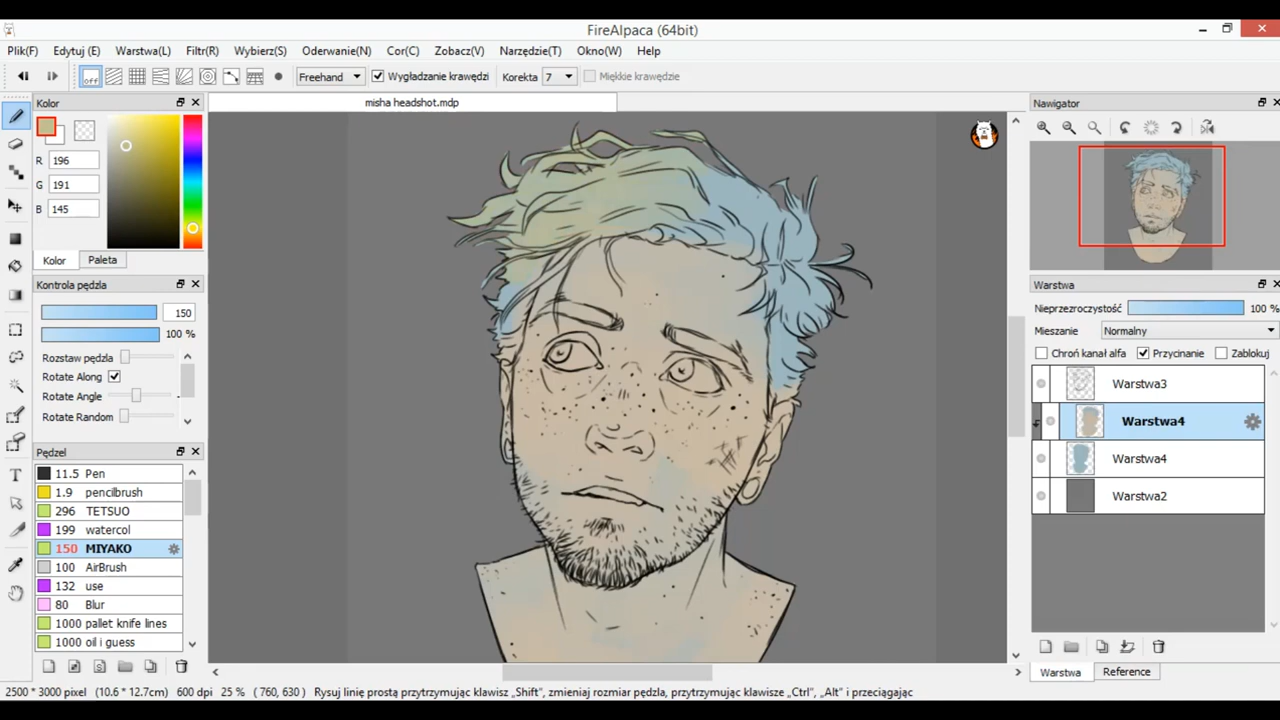 FireAlpaca (64bit)
Plik(F) Edytuj (E) Warstwa(L) Filtr(R) Wybierz(S) Oderwanie(N) Cor(C) Zobacz(V) Narzędzie(T) Okno(W) Help
off Freehand Wygładzanie krawędzi Korekta 7 Miękkie krawędzie
Kolor
misha headshot.mdp
Nawigator
R 196
G 191
B 145
Kolor Paleta
Kontrola pędzla
150
100 %
Rozstaw pędzla
Rotate Along
Rotate Angle
Rotate Random
Pędzel
11.5 Pen
1.9 pencilbrush
296 TETSUO
199 watercol
150 MIYAKO
100 AirBrush
132 use
80 Blur
1000 pallet knife lines
1000 oil i guess
Warstwa
Nieprzezroczystość 100 %
Mieszanie Normalny
Chroń kanał alfa Przycinanie Zablokuj
Warstwa3
Warstwa4
Warstwa4
Warstwa2
Warstwa Reference
2500 * 3000 pixel (10.6 * 12.7cm) 600 dpi 25 % ( 760, 630 ) Rysuj linię prostą przytrzymując klawisz „Shift”, zmieniaj rozmiar pędzla, przytrzymując klawisze „Ctrl”, „Alt” i przeciągając